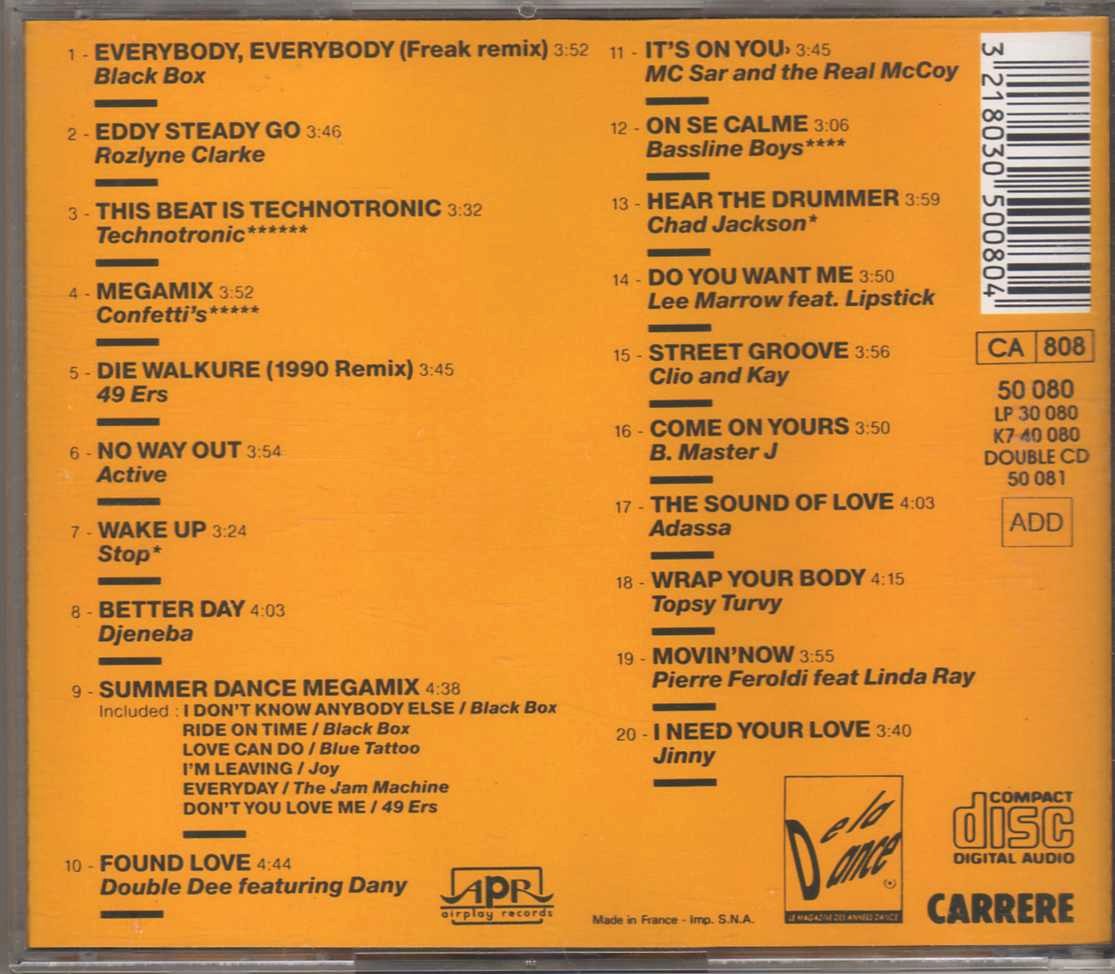 1 - EVERYBODY, EVERYBODY (Freak remix) 3:52
Black Box
2 - EDDY STEADY GO 3:46
Rozlyne Clarke
3 - THIS BEAT IS TECHNOTRONIC 3:32
Technotronic******
4 - MEGAMIX 3:52
Confetti's*****
5 - DIE WALKURE (1990 Remix) 3:45
49 Ers
6 - NO WAY OUT 3:54
Active
7 - WAKE UP 3:24
Stop*
8 - BETTER DAY 4:03
Djeneba
9 - SUMMER DANCE MEGAMIX 4:38
Included : I DON'T KNOW ANYBODY ELSE / Black Box
RIDE ON TIME / Black Box
LOVE CAN DO / Blue Tattoo
I'M LEAVING / Joy
EVERYDAY / The Jam Machine
DON'T YOU LOVE ME / 49 Ers
10 - FOUND LOVE 4:44
Double Dee featuring Dany
11 - IT'S ON YOU› 3:45
MC Sar and the Real McCoy
12 - ON SE CALME 3:06
Bassline Boys****
13 - HEAR THE DRUMMER 3:59
Chad Jackson*
14 - DO YOU WANT ME 3:50
Lee Marrow feat. Lipstick
15 - STREET GROOVE 3:56
Clio and Kay
16 - COME ON YOURS 3:50
B. Master J
17 - THE SOUND OF LOVE 4:03
Adassa
18 - WRAP YOUR BODY 4:15
Topsy Turvy
19 - MOVIN'NOW 3:55
Pierre Feroldi feat Linda Ray
20 - I NEED YOUR LOVE 3:40
Jinny
3 218030 500804
CA 808
50 080
LP 30 080
K7 40 080
DOUBLE CD
50 081
ADD
APR
airplay records
Made in France - Imp. S.N.A.
De la
Dance
LE MAGAZINE DES ANNEES DANCE
COMPACT
disc
DIGITAL AUDIO
CARRERE